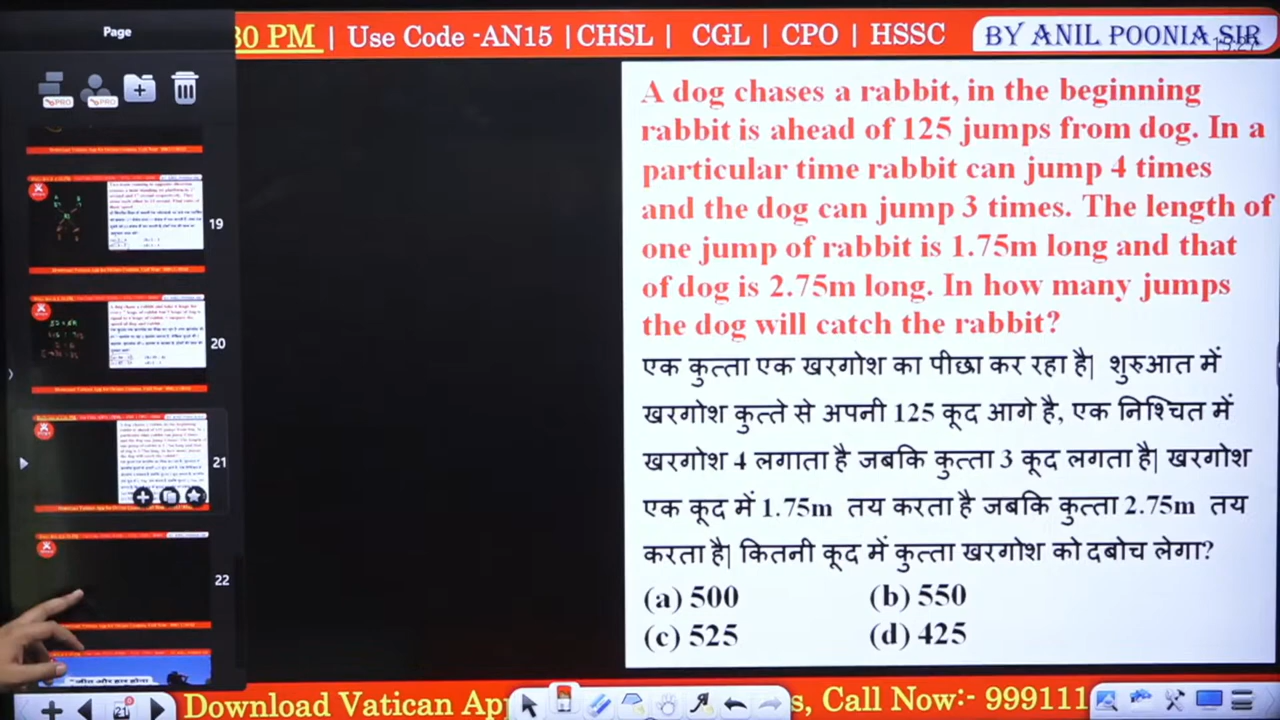 Page
30 PM | Use Code -AN15 |CHSL | CGL | CPO | HSSC
BY ANIL POONIA SIR
PRO
PRO
19
20
21
22
"जीत और हार होना
A dog chases a rabbit, in the beginning
rabbit is ahead of 125 jumps from dog. In a
particular time rabbit can jump 4 times
and the dog can jump 3 times. The length of
one jump of rabbit is 1.75m long and that
of dog is 2.75m long. In how many jumps
the dog will catch the rabbit?
एक कुत्ता एक खरगोश का पीछा कर रहा है| शुरुआत में
खरगोश कुत्ते से अपनी 125 कूद आगे है, एक निश्चित में
खरगोश 4 लगाता है जबकि कुत्ता 3 कूद लगता है| खरगोश
एक कूद में 1.75m तय करता है जबकि कुत्ता 2.75m तय
करता है| कितनी कूद में कुत्ता खरगोश को दबोच लेगा?
(a) 500 (b) 550
(c) 525 (d) 425
21
Download Vatican Ap
s, Call Now:- 999111